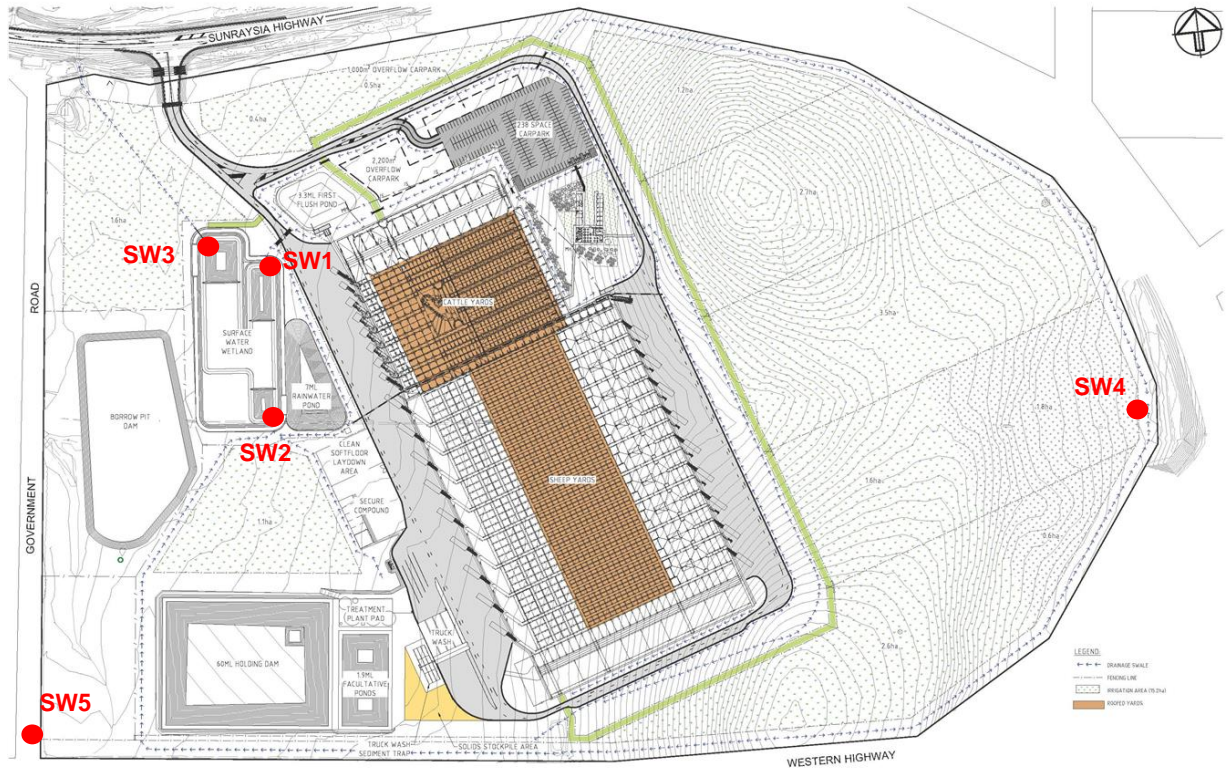 SUNRAYSIA HIGHWAY
1,000m² OVERFLOW CARPARK
0.5ha
1.2ha
0.4ha
238 SPACE
CARPARK
2,200m²
OVERFLOW
CARPARK
3.3ML FIRST
FLUSH POND
2.7ha
1.6ha
SW3
SW1
ROAD
CATTLE YARDS
3.5ha
SURFACE
WATER
WETLAND
7ML
RAINWATER
POND
SW4
1.8ha
BORROW PIT
DAM
SW2
CLEAN
SOFTFLOOR
LAYDOWN
AREA
SHEEP YARDS
1.6ha
SECURE
COMPOUND
GOVERNMENT
1.1ha
0.6ha
TREATMENT
PLANT PAD
TRUCK
WASH
2.6ha
60ML HOLDING DAM
1.9ML
FACULTATIVE
PONDS
LEGEND:
DRAINAGE SWALE
FENCING LINE
IRRIGATION AREA (15.2ha)
ROOFED YARDS
SW5
TRUCK WASH
SEDIMENT TRAP
SOLIDS STOCKPILE AREA
WESTERN HIGHWAY